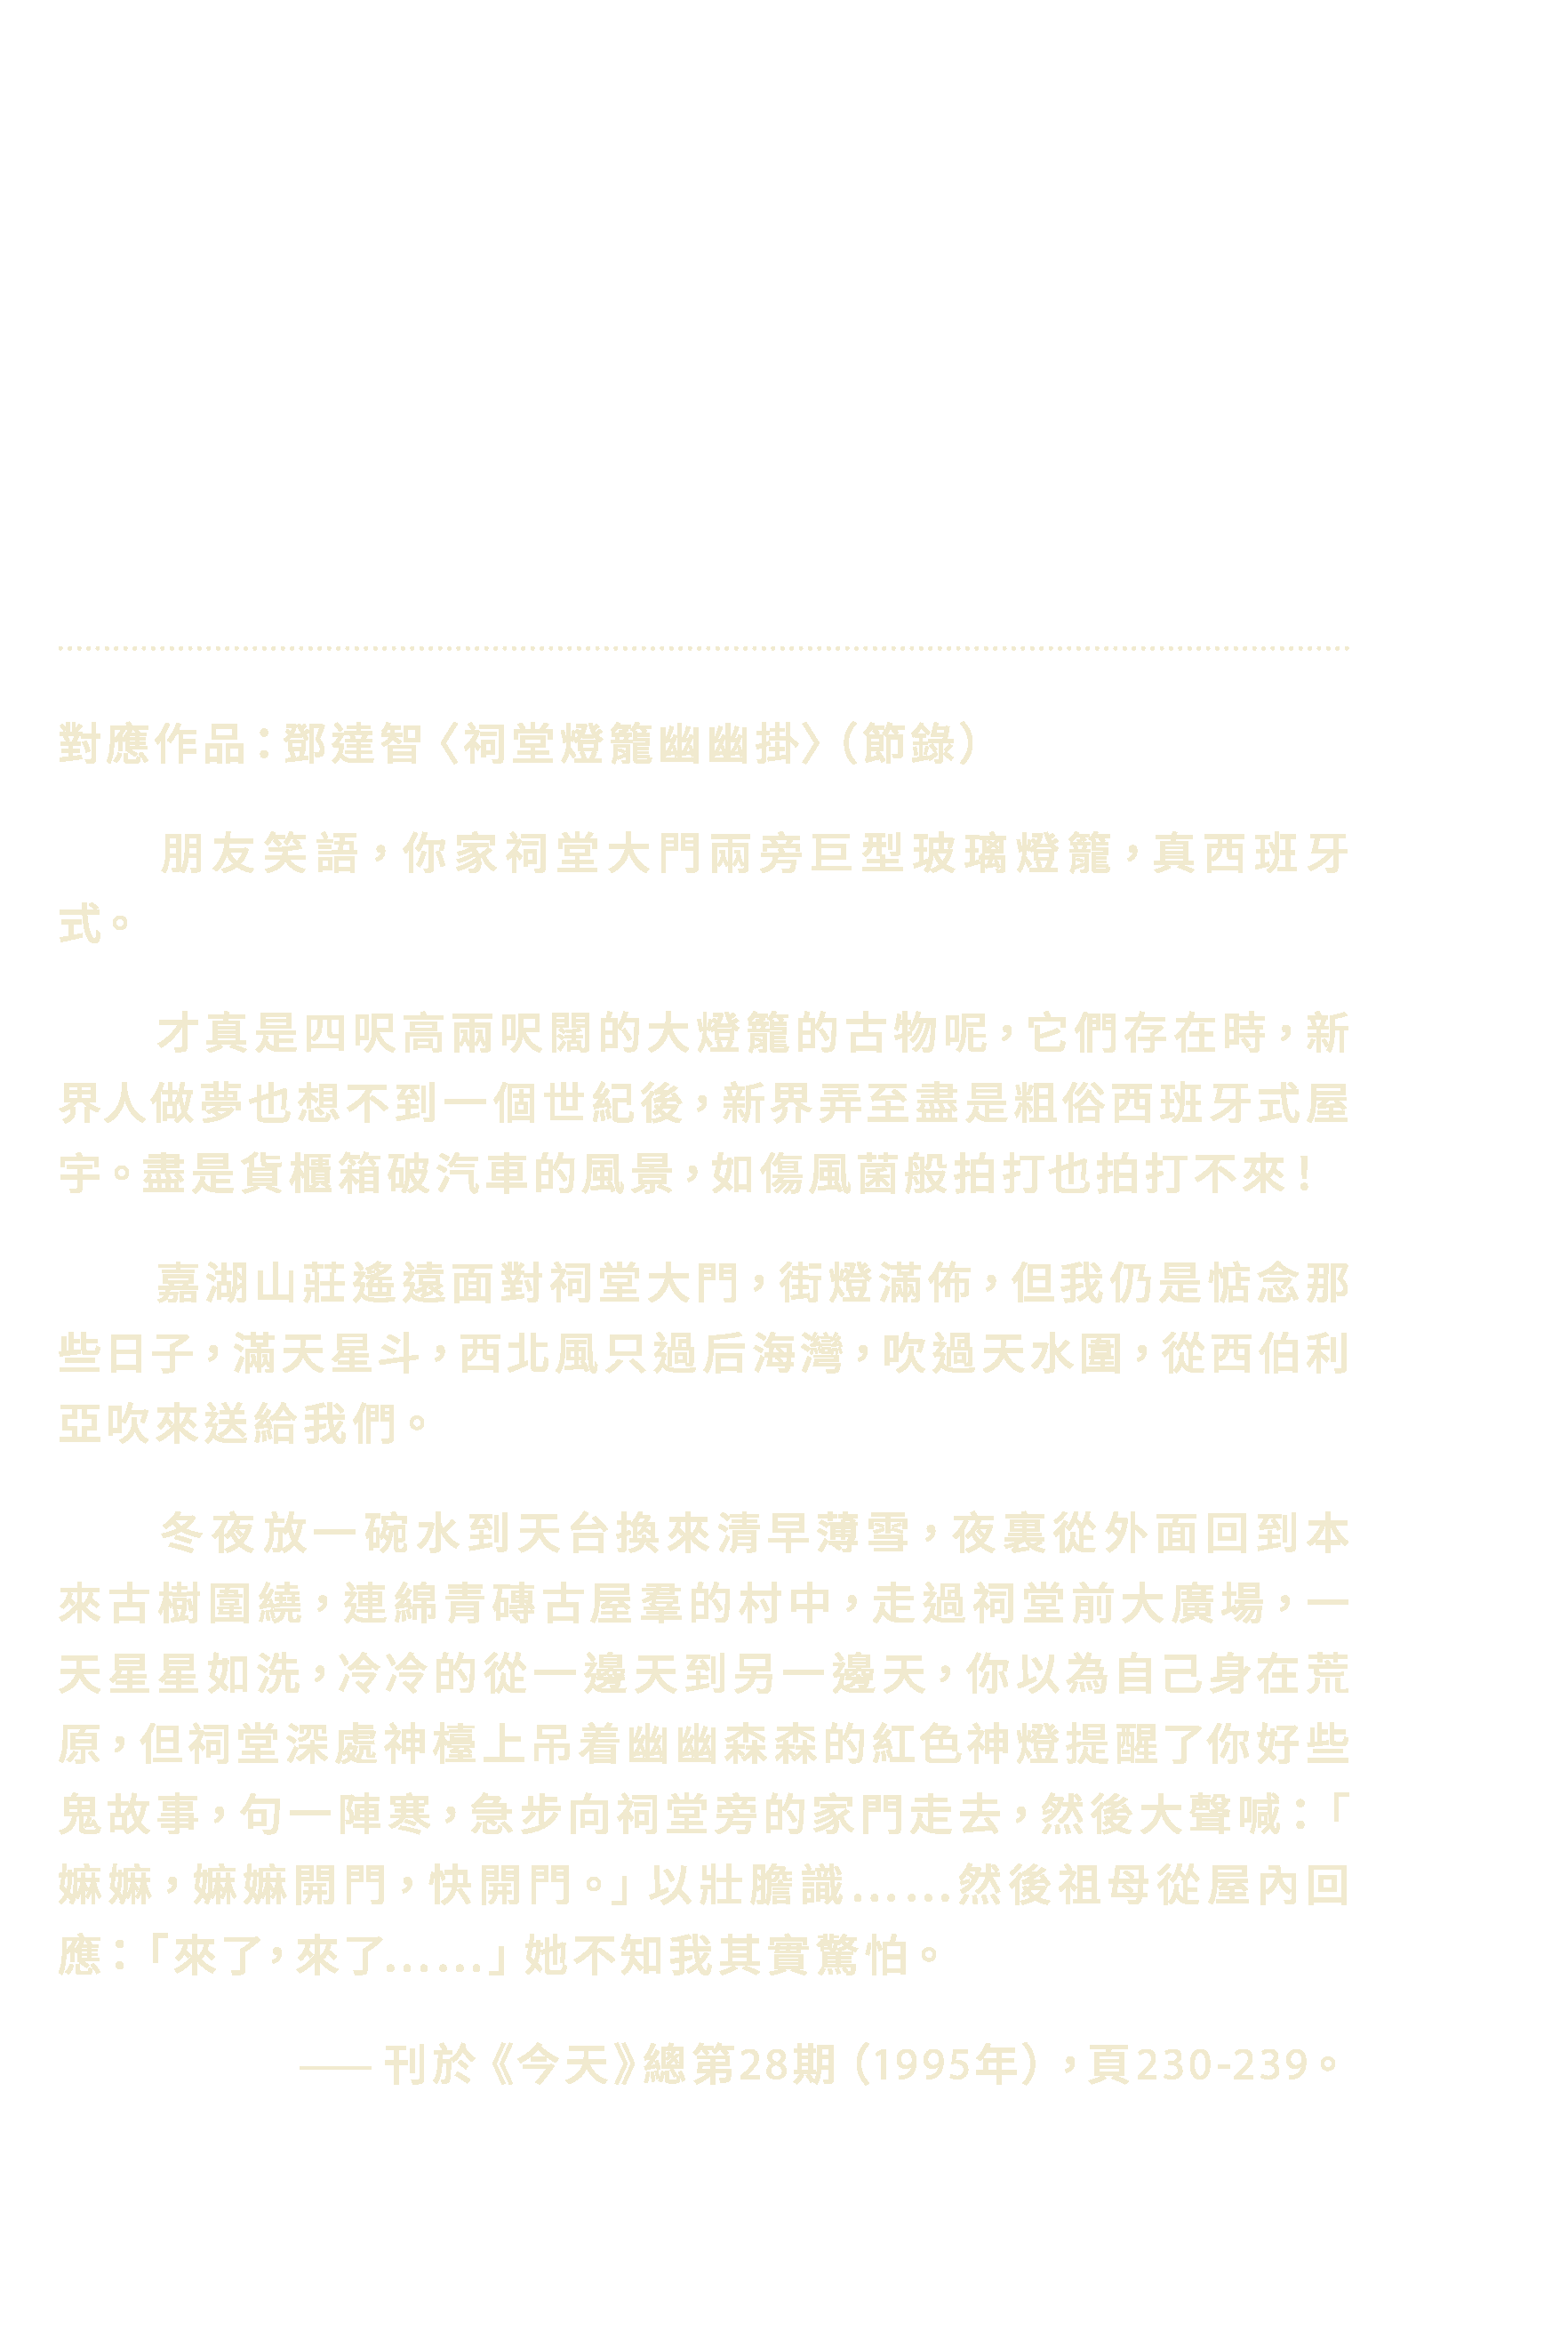 對應作品：鄧達智〈祠堂燈籠幽幽掛〉（節錄）
朋友笑語，你家祠堂大門兩旁巨型玻璃燈籠，真西班牙
式。
才真是四呎高兩呎闊的大燈籠的古物呢，它們存在時，新
界人做夢也想不到一個世紀後，新界弄至盡是粗俗西班牙式屋
宇。盡是貨櫃箱破汽車的風景，如傷風菌般拍打也拍打不來！
嘉湖山莊遙遠面對祠堂大門，街燈滿佈，但我仍是惦念那
些日子，滿天星斗，西北風只過后海灣，吹過天水圍，從西伯利
亞吹來送給我們。
冬夜放一碗水到天台換來清早薄雪，夜裏從外面回到本
來古樹圍繞，連綿青磚古屋羣的村中，走過祠堂前大廣場，一
天星星如洗，冷冷的從一邊天到另一邊天，你以為自己身在荒
原，但祠堂深處神檯上吊着幽幽森森的紅色神燈提醒了你好些
鬼故事，句一陣寒，急步向祠堂旁的家門走去，然後大聲喊：「
嫲嫲，嫲嫲開門，快開門。」以壯膽識……然後祖母從屋內回
應：「來了，來了……」她不知我其實驚怕。
—— 刊於《今天》總第28期（1995年），頁230-239。